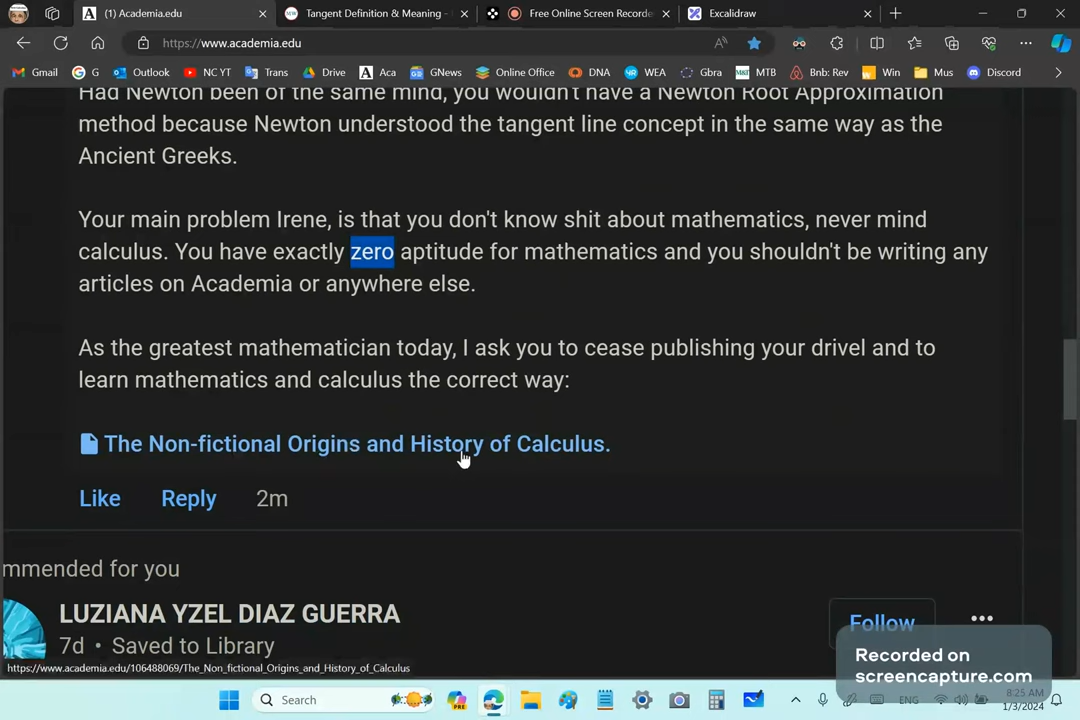 (1) Academia.edu
Tangent Definition & Meaning -
Free Online Screen Recorde
Excalidraw
https://www.academia.edu
Gmail
G
Outlook
NC YT
Trans
Drive
Aca
GNews
Online Office
DNA
WEA
Gbra
MTB
Bnb: Rev
Win
Mus
Discord
Had Newton been of the same mind, you wouldn't have a Newton Root Approximation
method because Newton understood the tangent line concept in the same way as the
Ancient Greeks.
Your main problem Irene, is that you don't know shit about mathematics, never mind
calculus. You have exactly zero aptitude for mathematics and you shouldn't be writing any
articles on Academia or anywhere else.
As the greatest mathematician today, I ask you to cease publishing your drivel and to
learn mathematics and calculus the correct way:
The Non-fictional Origins and History of Calculus.
Like Reply 2m
mmended for you
LUZIANA YZEL DIAZ GUERRA
7d • Saved to Library
Follow
Recorded on
screencapture.com
https://www.academia.edu/106488069/The_Non_fictional_Origins_and_History_of_Calculus
Search
PRE
ENG
8:25 AM
1/3/2024